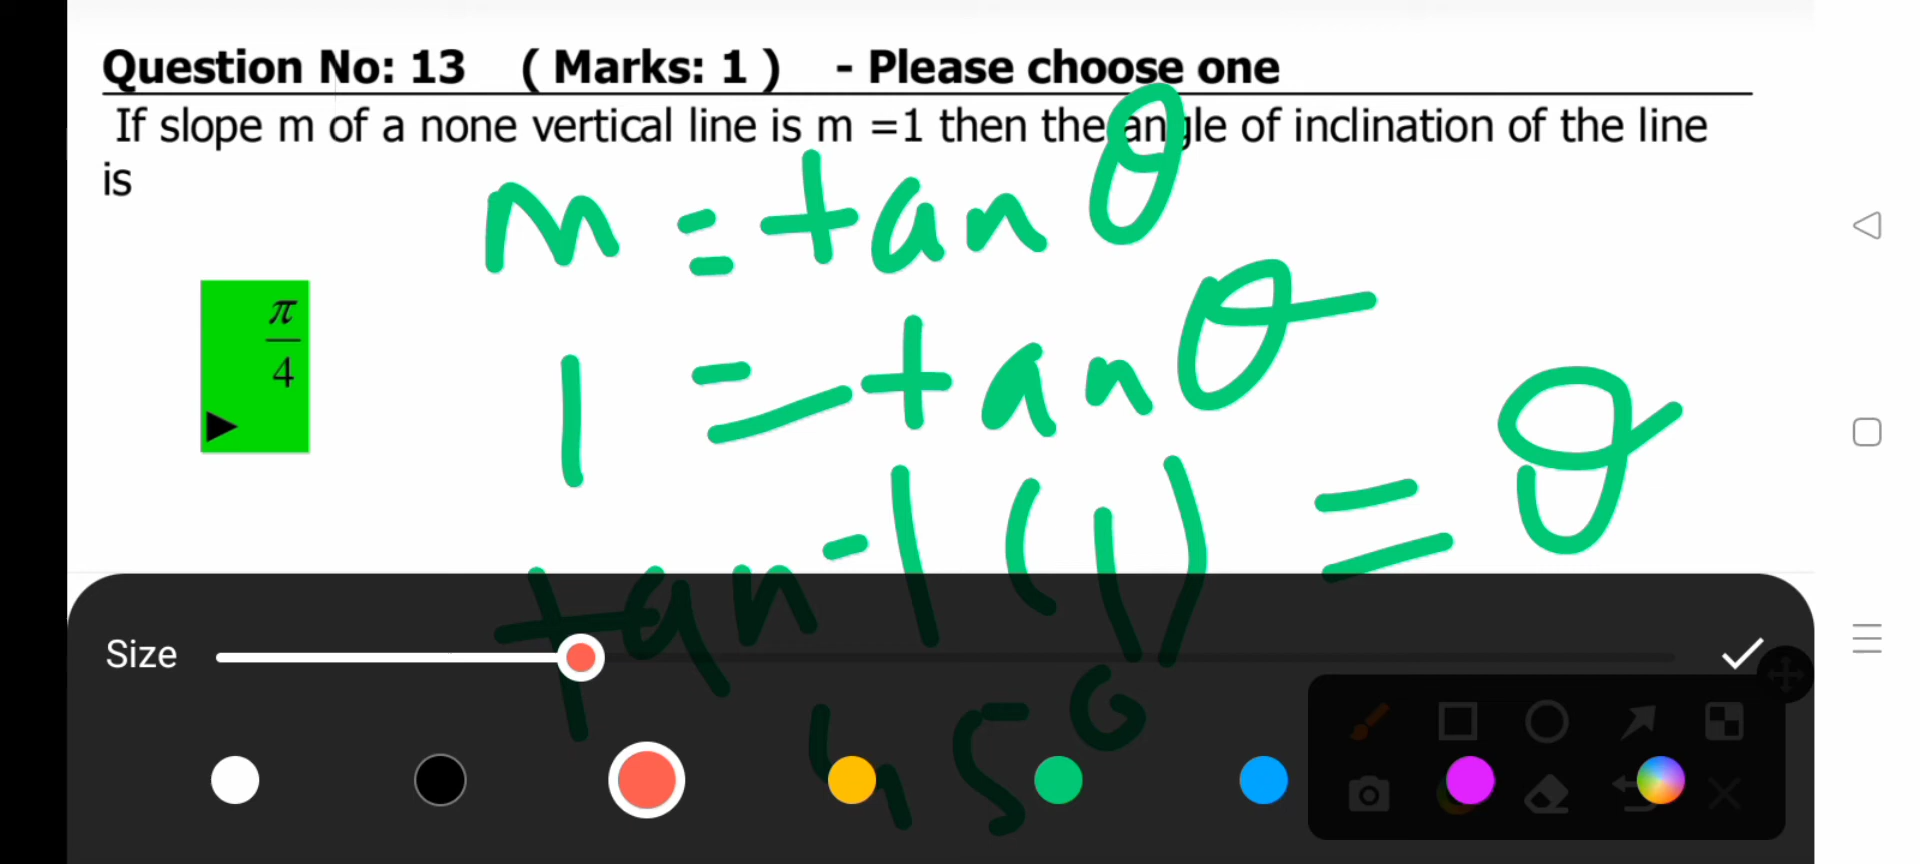 Question No: 13 ( Marks: 1 ) - Please choose one
If slope m of a none vertical line is m =1 then the angle of inclination of the line
is
m = tan θ
π/4
1 = tan θ
tan⁻¹(1) = θ
Size
45°